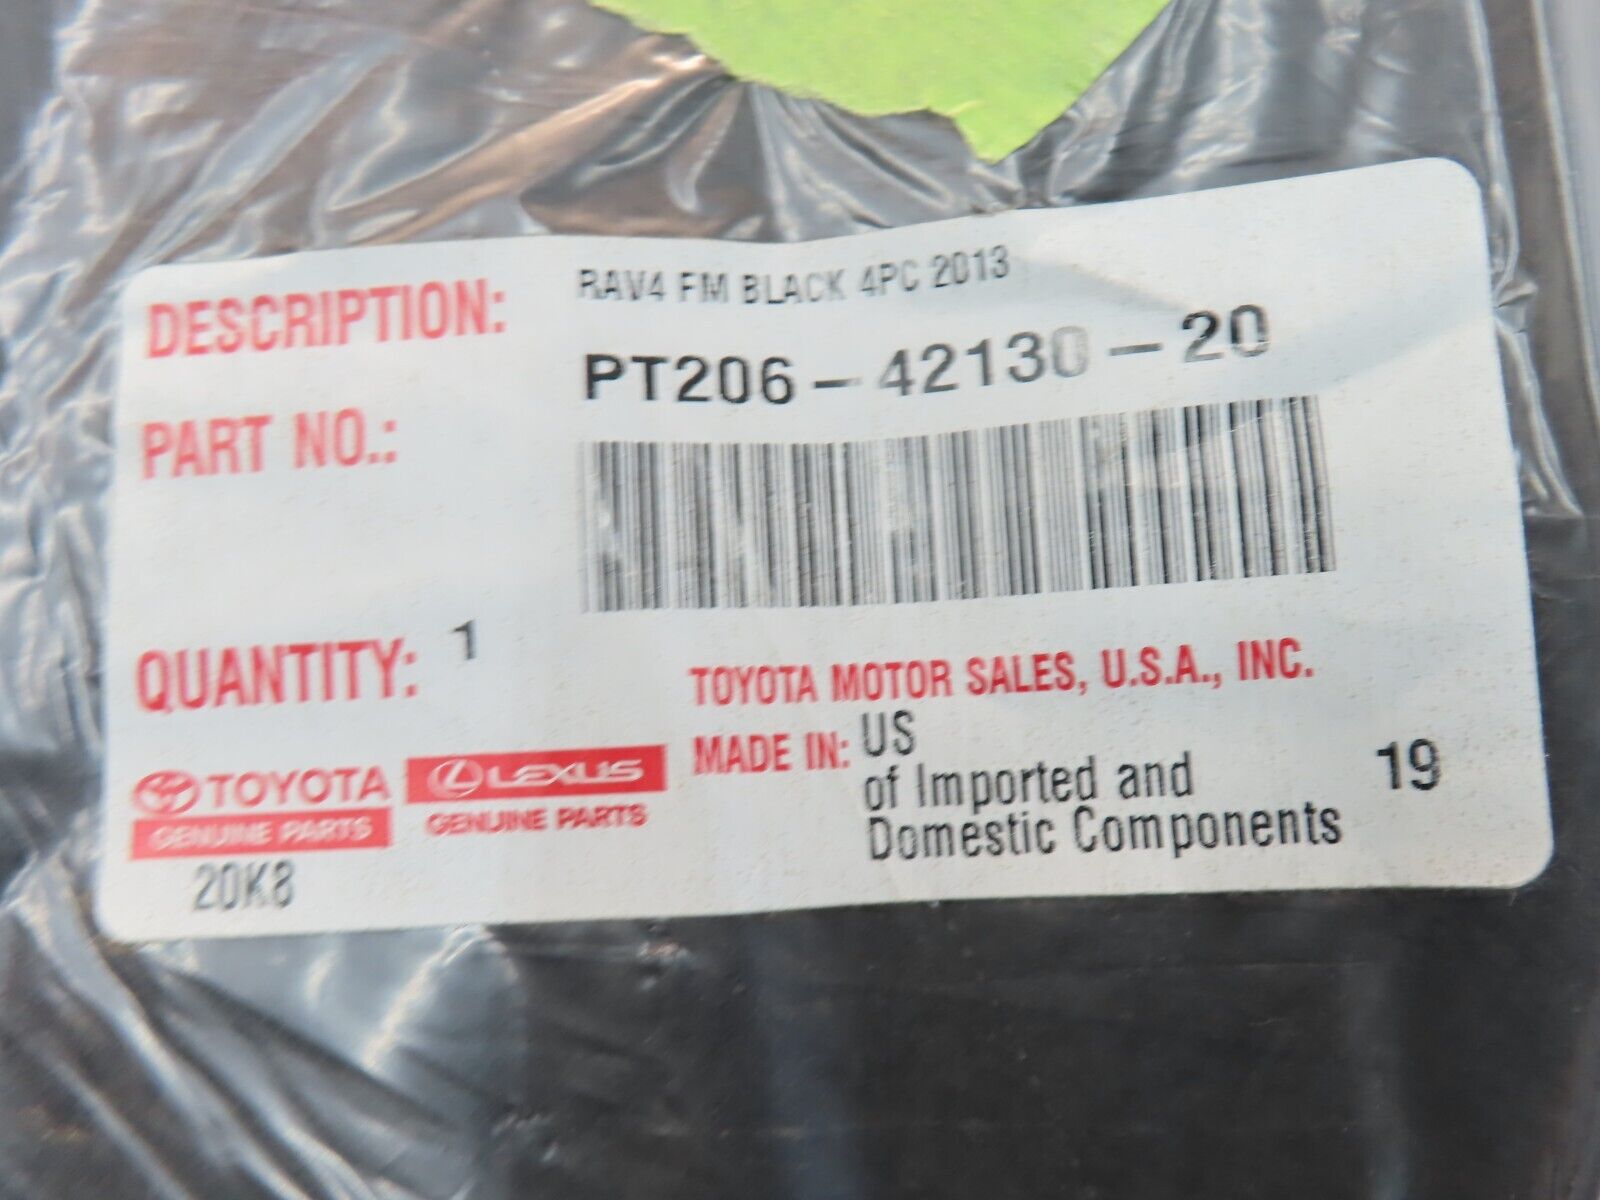 DESCRIPTION: RAV4 FM BLACK 4PC 2013
PART NO.: PT206-42130-20
QUANTITY: 1
TOYOTA MOTOR SALES, U.S.A., INC.
MADE IN: US
of Imported and
Domestic Components
19
TOYOTA
GENUINE PARTS
LEXUS
GENUINE PARTS
20K8